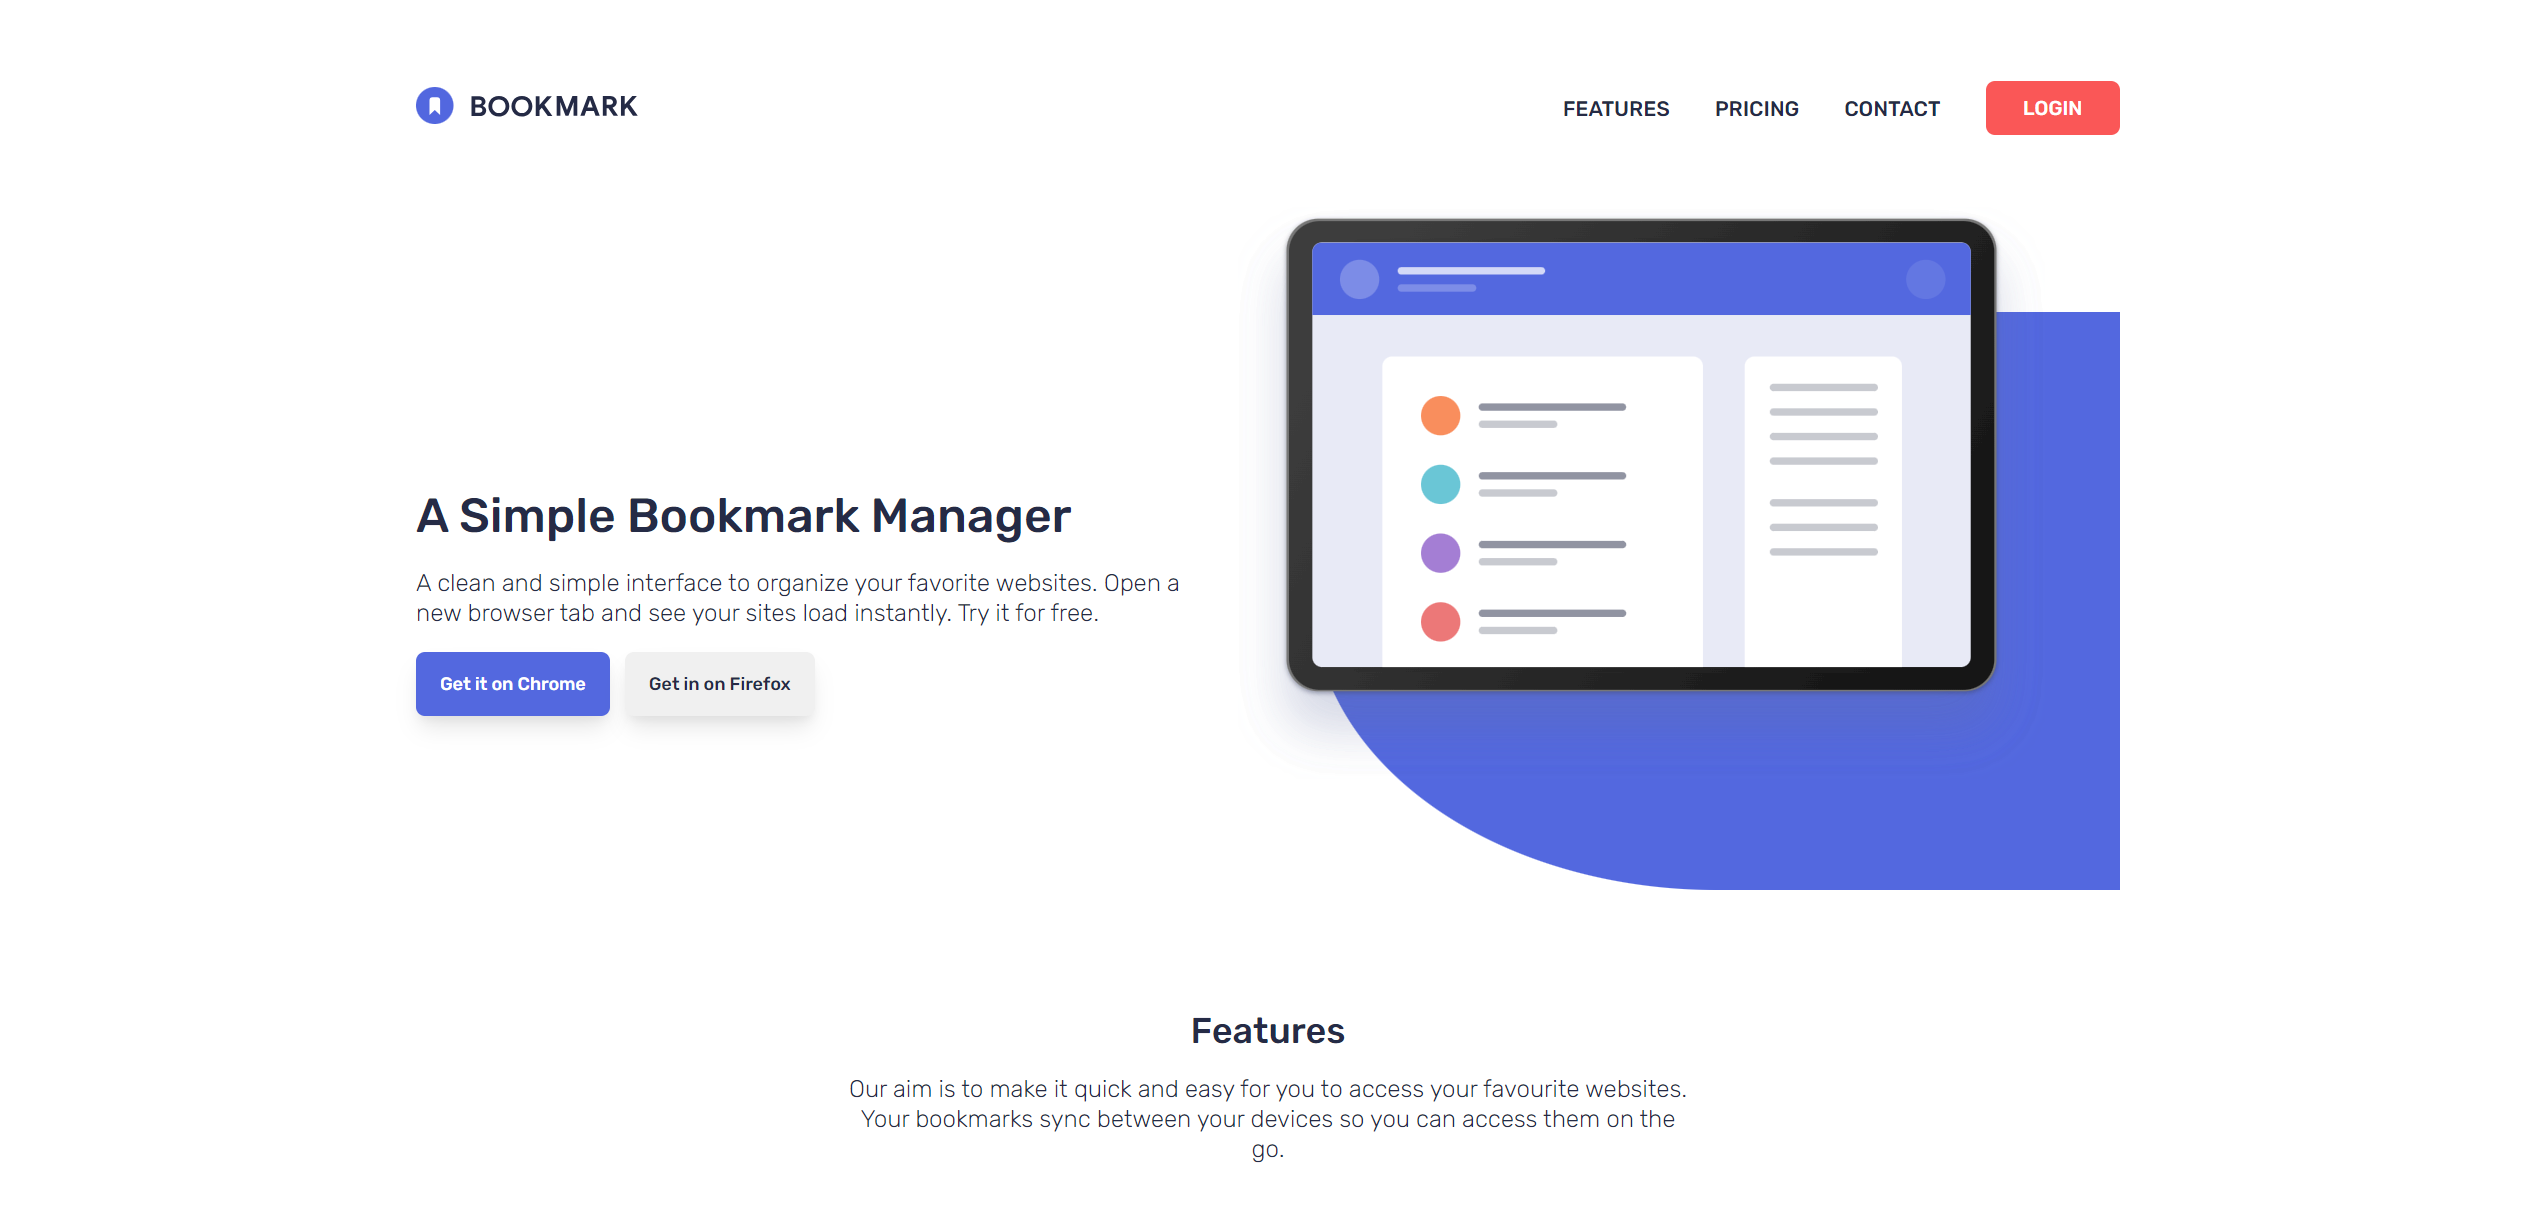 BOOKMARK
FEATURES PRICING CONTACT LOGIN
A Simple Bookmark Manager
A clean and simple interface to organize your favorite websites. Open a
new browser tab and see your sites load instantly. Try it for free.
Get it on Chrome Get in on Firefox
Features
Our aim is to make it quick and easy for you to access your favourite websites.
Your bookmarks sync between your devices so you can access them on the
go.